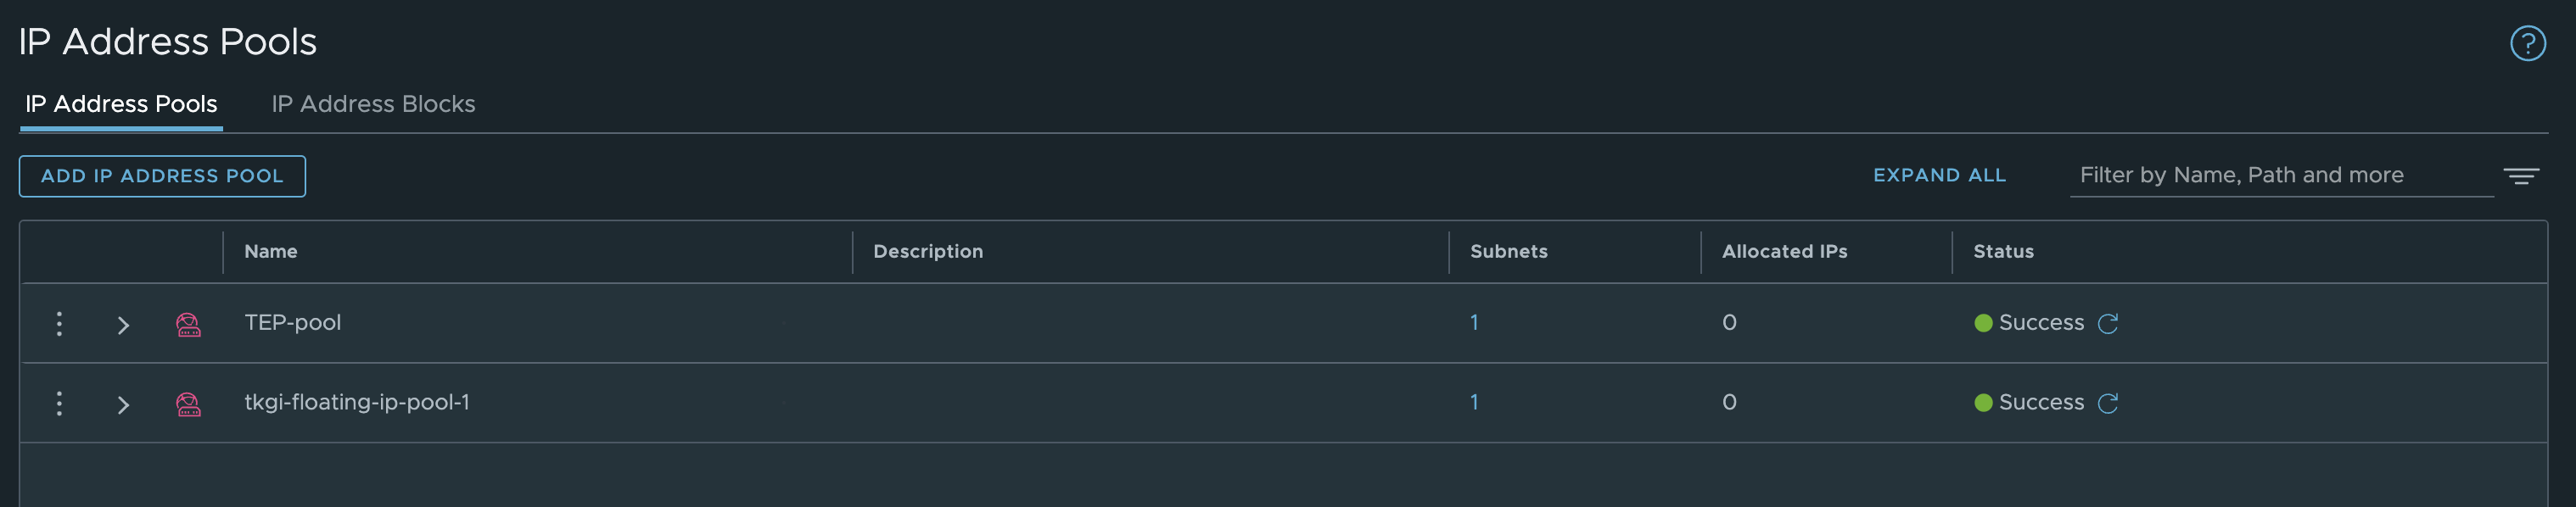 IP Address Pools
?
IP Address Pools IP Address Blocks
ADD IP ADDRESS POOL EXPAND ALL Filter by Name, Path and more
Name Description Subnets Allocated IPs Status
TEP-pool 1 0 Success
tkgi-floating-ip-pool-1 1 0 Success